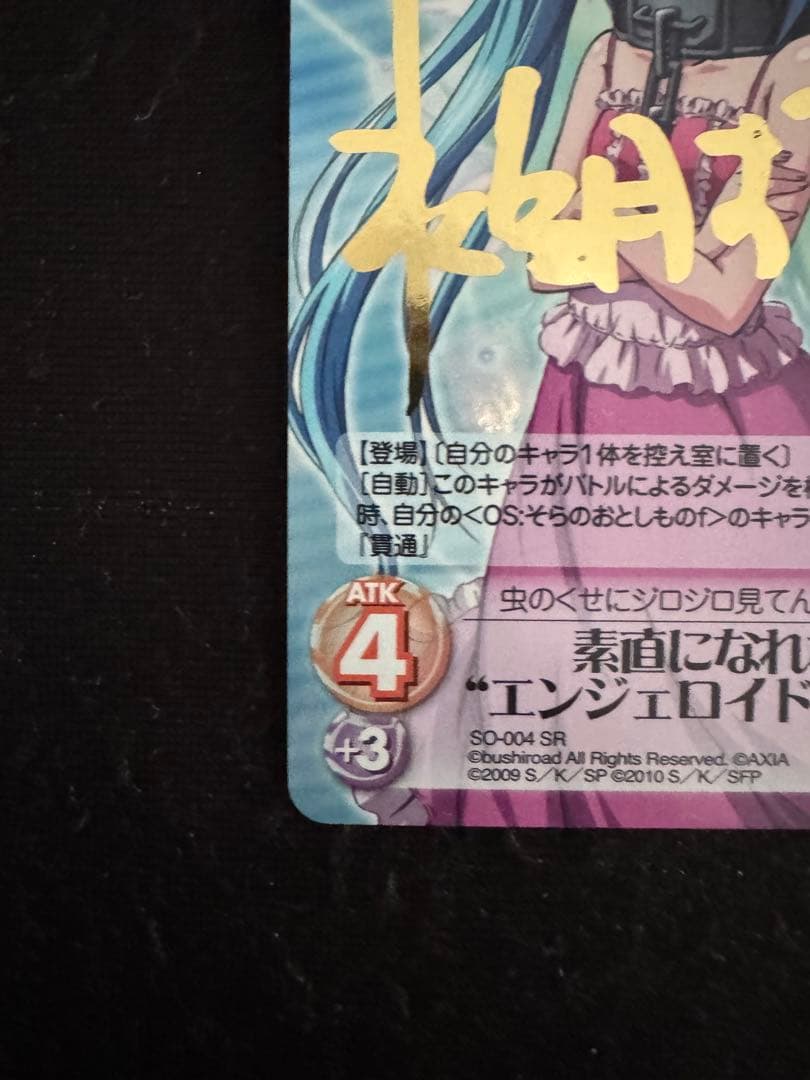 【登場】〔自分のキャラ1体を控え室に置く〕
［自動］このキャラがバトルによるダメージを
時、自分の<OS:そらのおとしものf>のキャラ
『貫通』
ATK
4
虫のくせにジロジロ見てん
素直になれ
+3
“エンジェロイド
SO-004 SR
©bushiroad All Rights Reserved. ©AXIA
©2009 S／K／SP ©2010 S／K／SFP